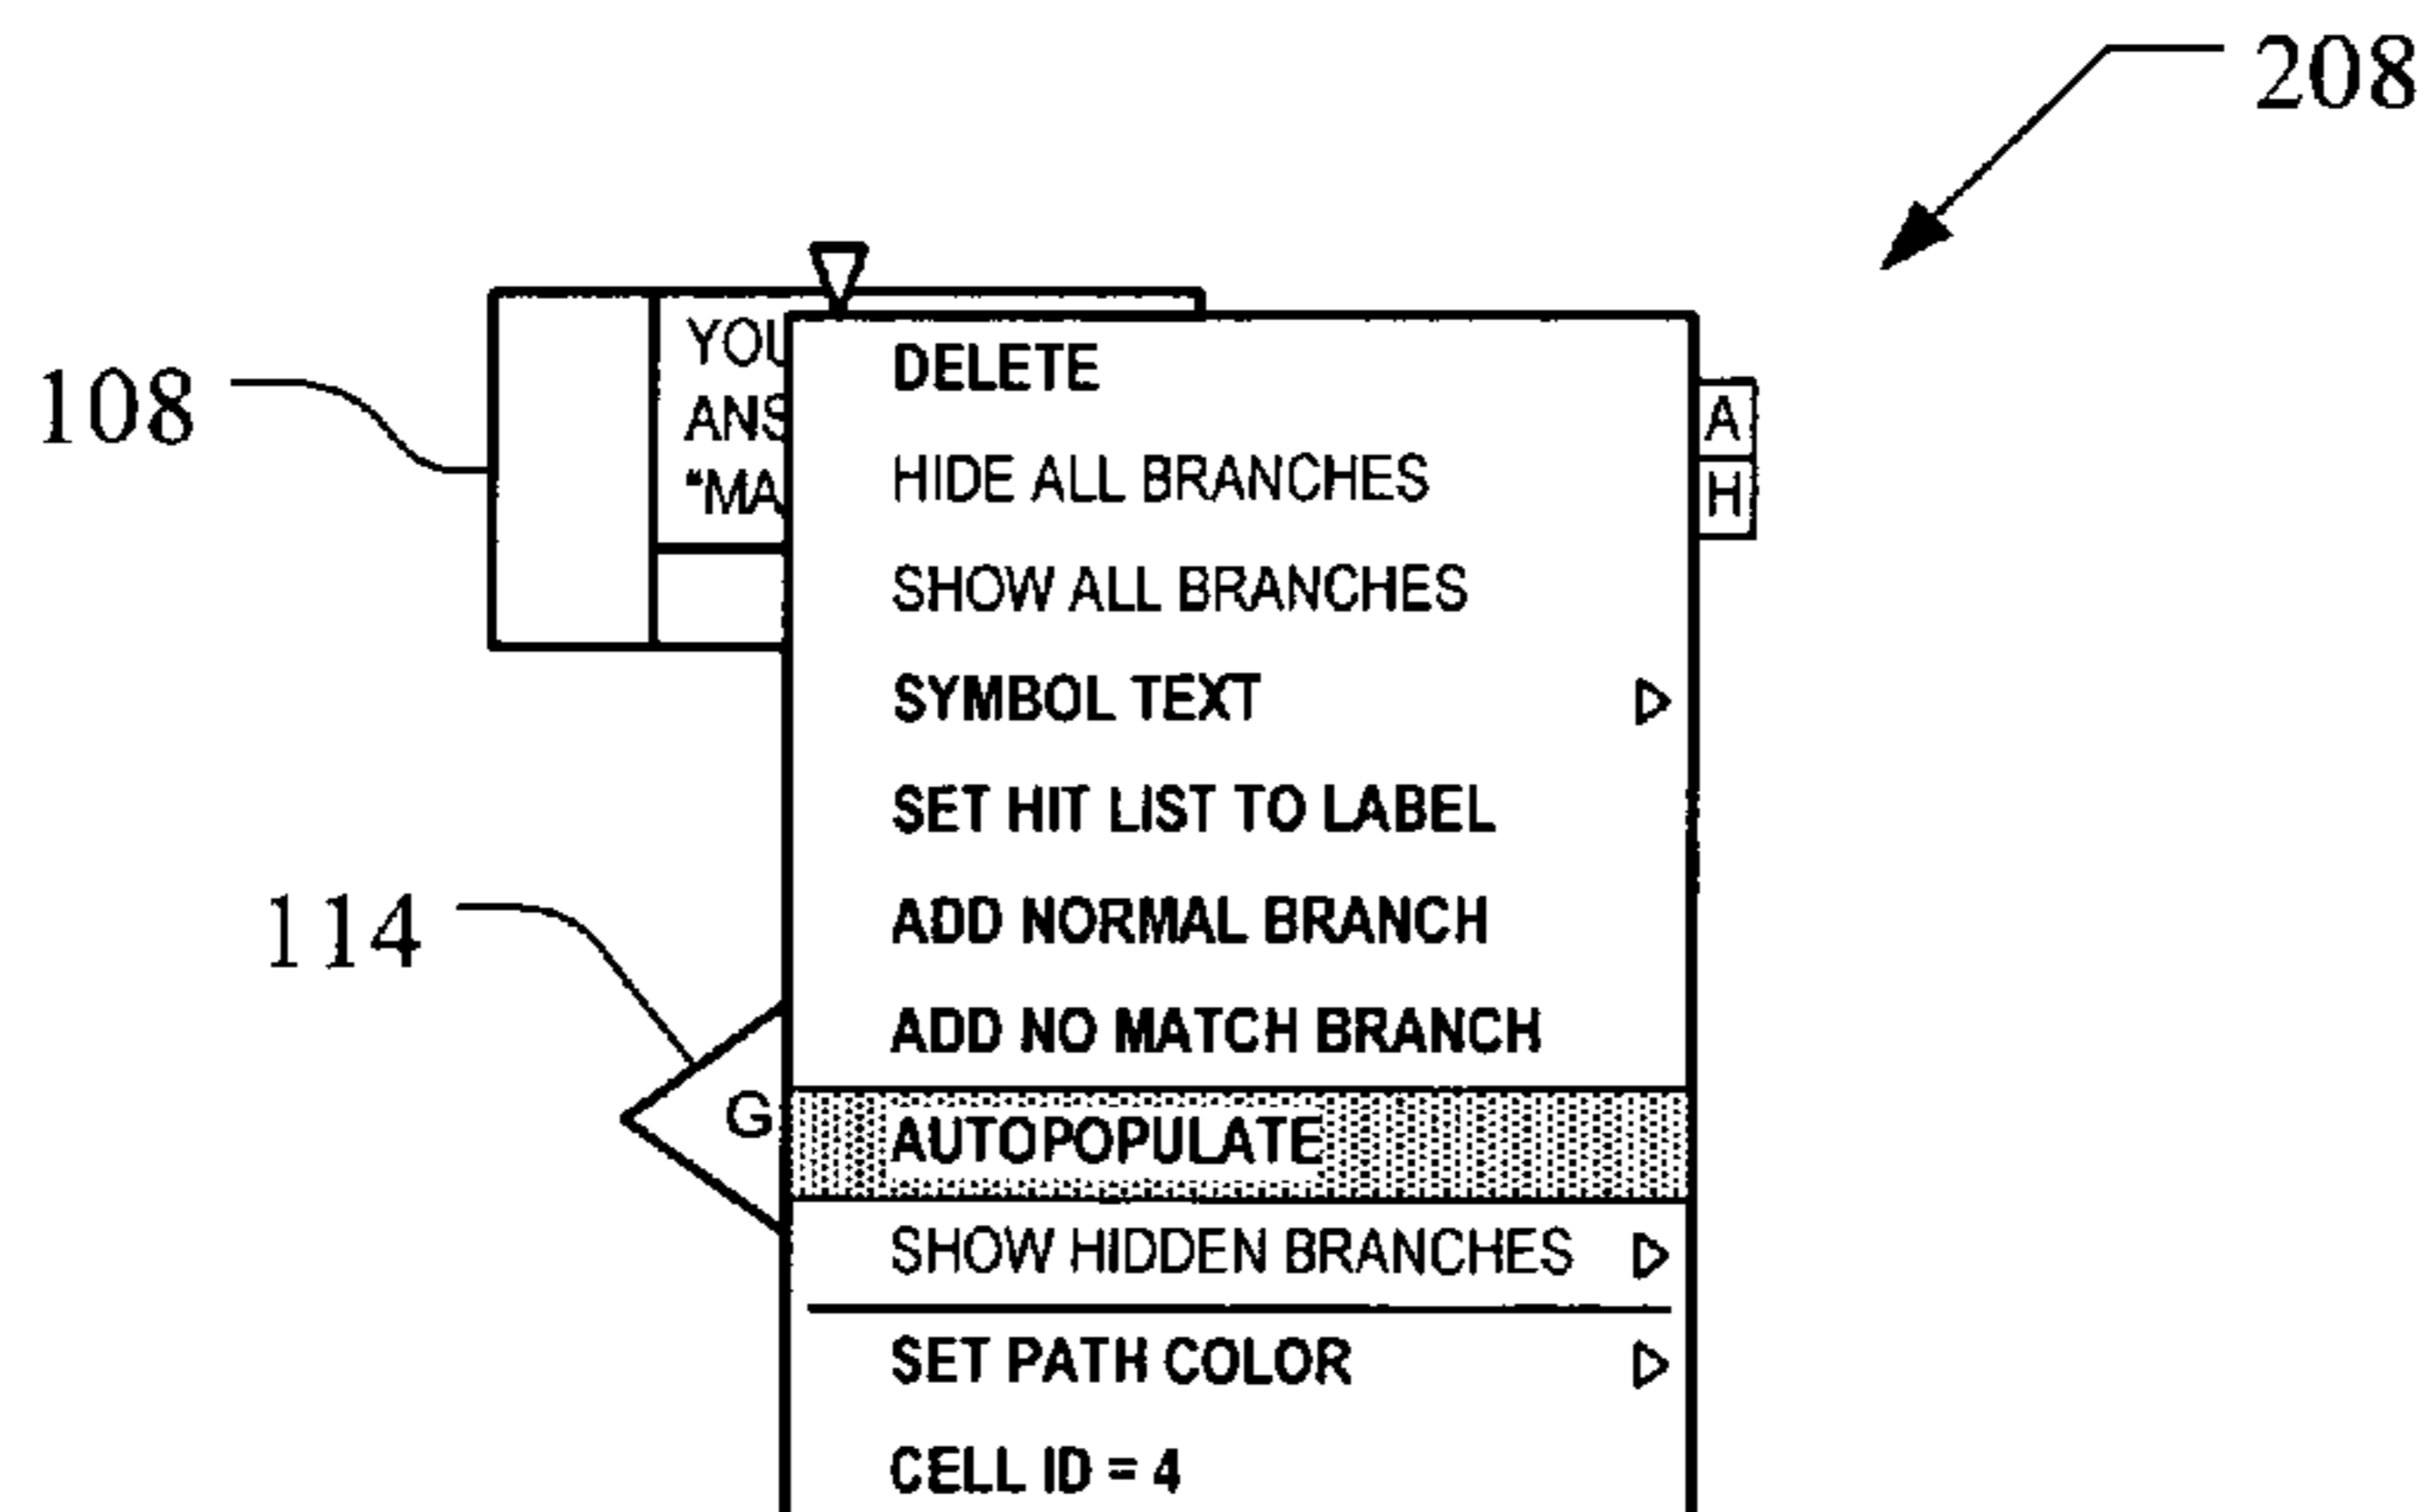 208
108
YOU
ANS
“MA
DELETE
A
HIDE ALL BRANCHES
H
SHOW ALL BRANCHES
SYMBOL TEXT
SET HIT LIST TO LABEL
114
ADD NORMAL BRANCH
ADD NO MATCH BRANCH
G
AUTOPOPULATE
SHOW HIDDEN BRANCHES
SET PATH COLOR
CELL ID = 4